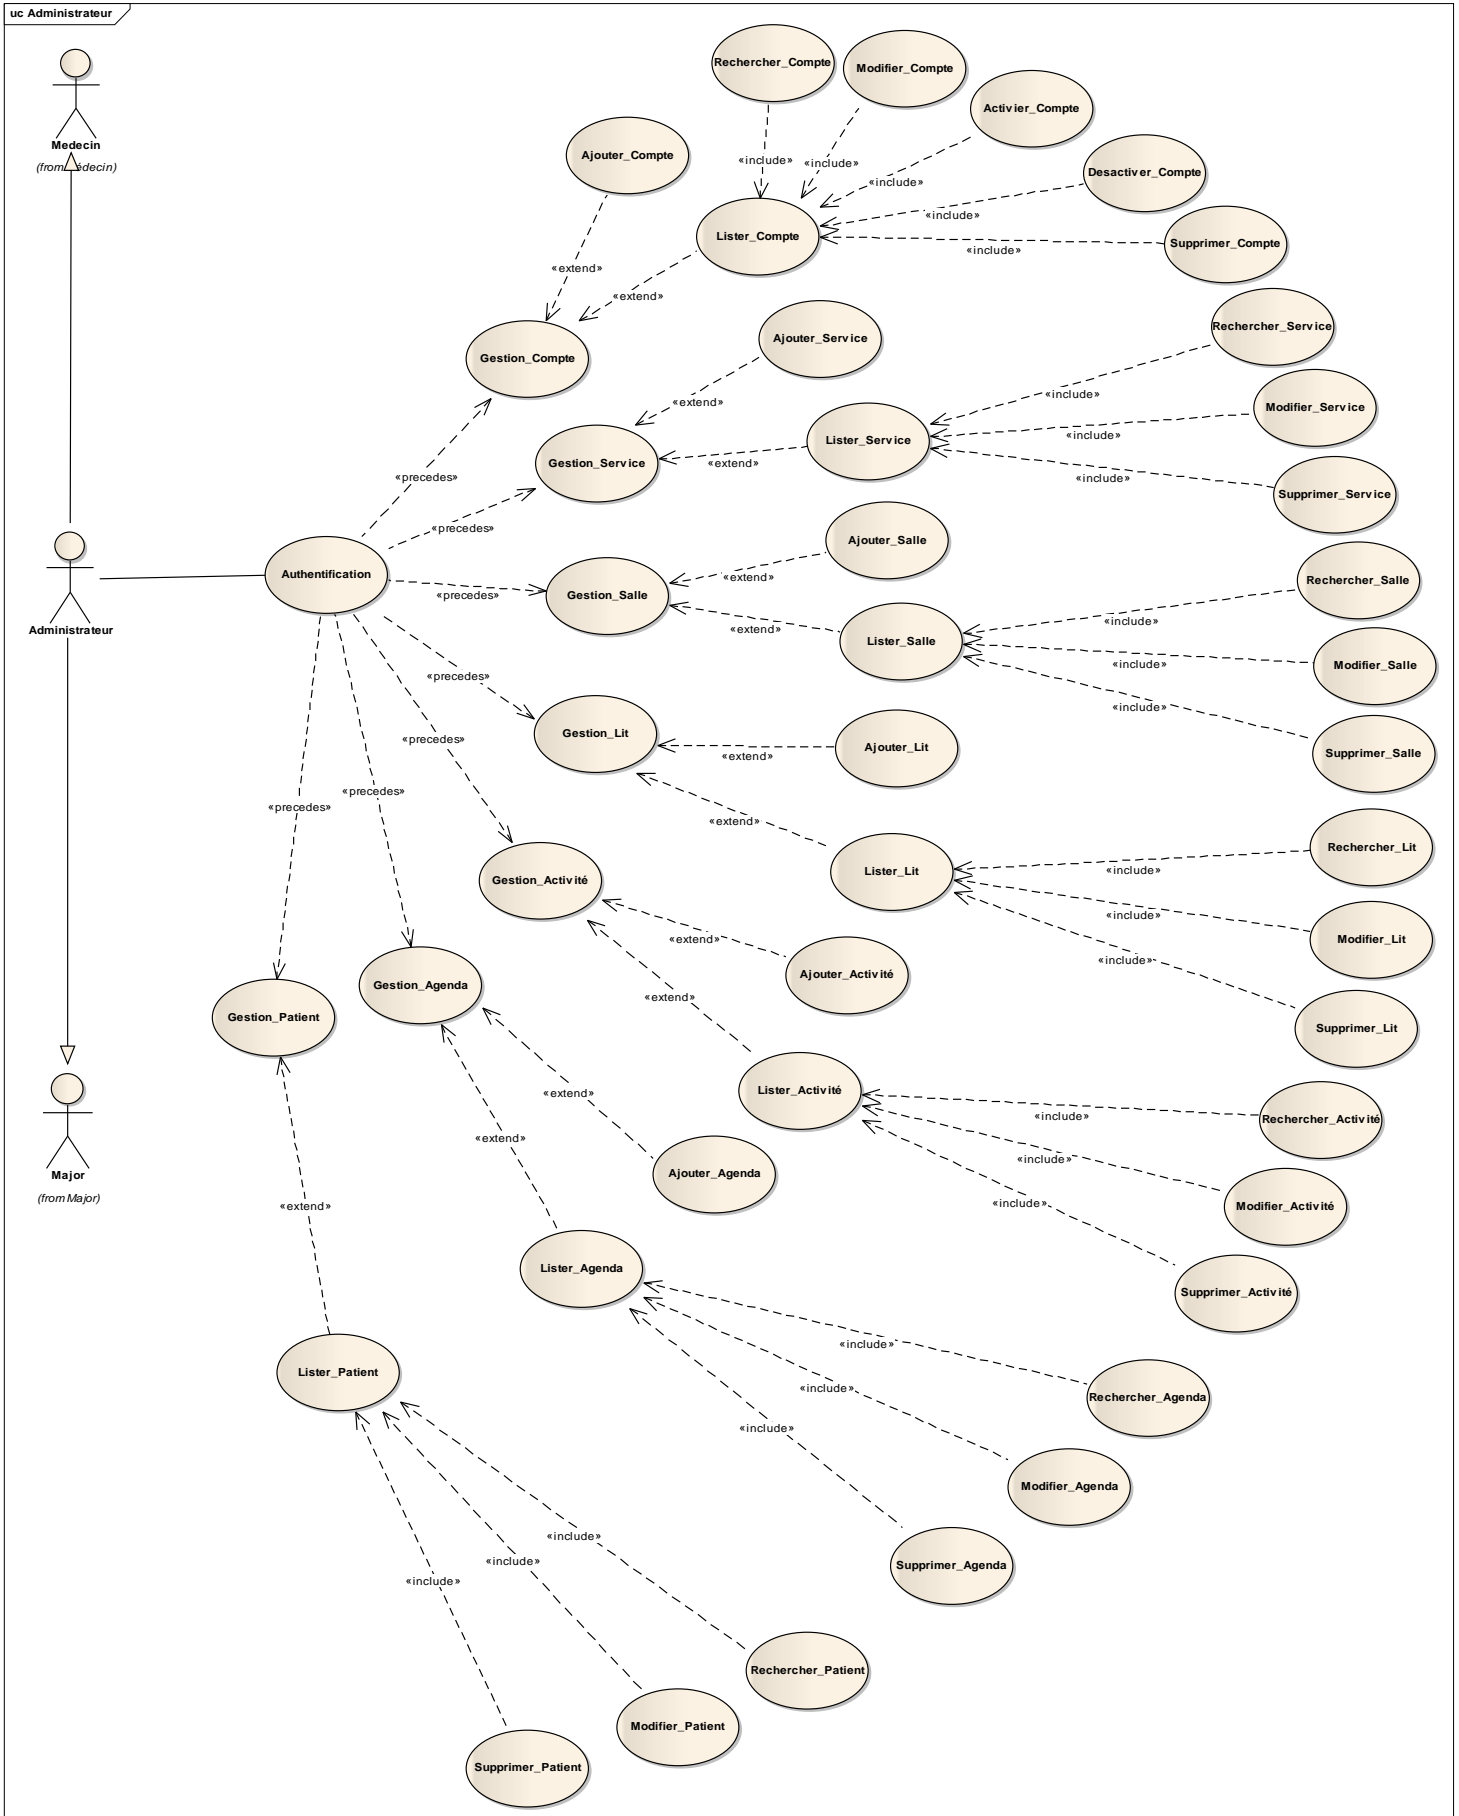 uc Administrateur
Rechercher_Compte
Modifier_Compte
Activier_Compte
Medecin
(from Médecin)
Ajouter_Compte
«include»
«include»
«include»
Desactiver_Compte
«include»
Lister_Compte
Supprimer_Compte
«include»
«extend»
«extend»
Gestion_Compte
Ajouter_Service
Rechercher_Service
«extend»
«include»
Modifier_Service
«include»
Lister_Service
Gestion_Service
«extend»
«include»
Supprimer_Service
«precedes»
«precedes»
Ajouter_Salle
Authentification
«extend»
Rechercher_Salle
«precedes»
Gestion_Salle
«include»
Administrateur
«extend»
Lister_Salle
«include»
Modifier_Salle
«precedes»
«include»
Gestion_Lit
«precedes»
Ajouter_Lit
«extend»
Supprimer_Salle
«precedes»
«precedes»
«extend»
Rechercher_Lit
Gestion_Activité
Lister_Lit
«include»
«include»
Modifier_Lit
«extend»
«include»
Ajouter_Activité
Gestion_Agenda
«extend»
Gestion_Patient
Supprimer_Lit
«extend»
Lister_Activité
«include»
Rechercher_Activité
«extend»
«include»
Major
(from Major)
Ajouter_Agenda
«include»
Modifier_Activité
«extend»
Lister_Agenda
Supprimer_Activité
«include»
Lister_Patient
«include»
Rechercher_Agenda
«include»
Modifier_Agenda
«include»
«include»
«include»
Supprimer_Agenda
Rechercher_Patient
Modifier_Patient
Supprimer_Patient